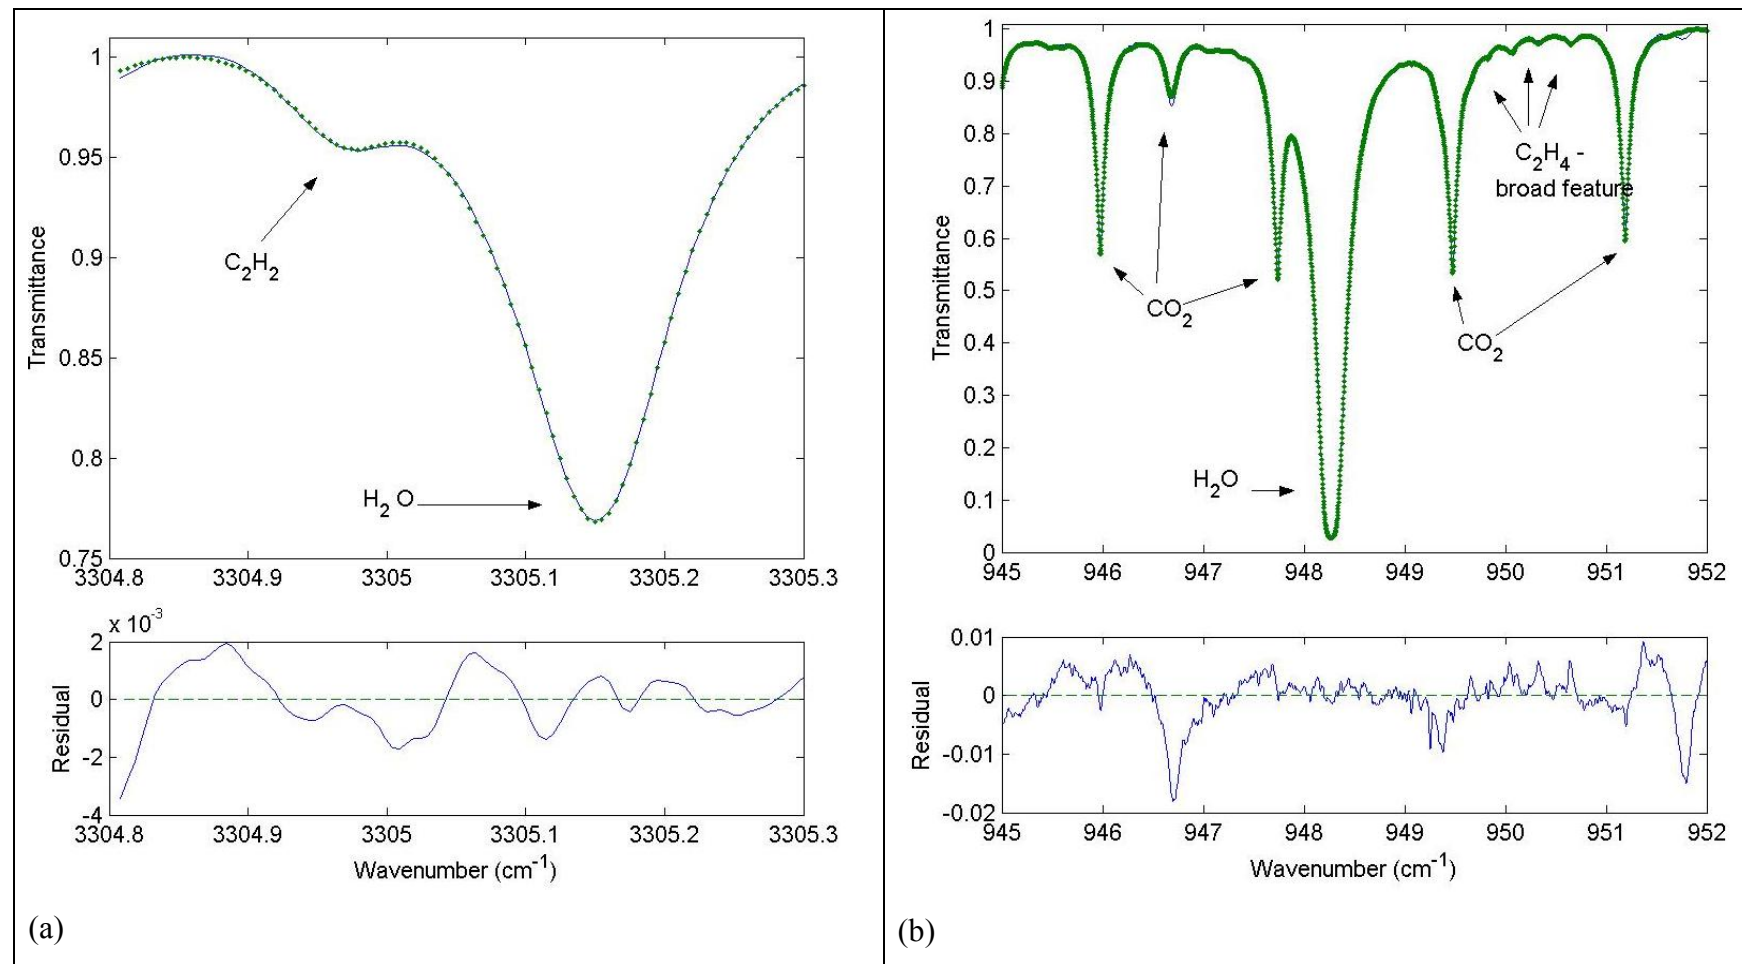 1
0.95
0.9
0.85
0.8
0.75
Transmittance
C2H2
H2 O
3304.8 3304.9 3305 3305.1 3305.2 3305.3
x 10-3
2
0
-2
-4
Residual
3304.8 3304.9 3305 3305.1 3305.2 3305.3
Wavenumber (cm-1)
(a)
1
0.9
0.8
0.7
0.6
0.5
0.4
0.3
0.2
0.1
0
Transmittance
C2H4 -
broad feature
CO2
CO2
H2O
945 946 947 948 949 950 951 952
0.01
0
-0.01
-0.02
Residual
945 946 947 948 949 950 951 952
Wavenumber (cm-1)
(b)